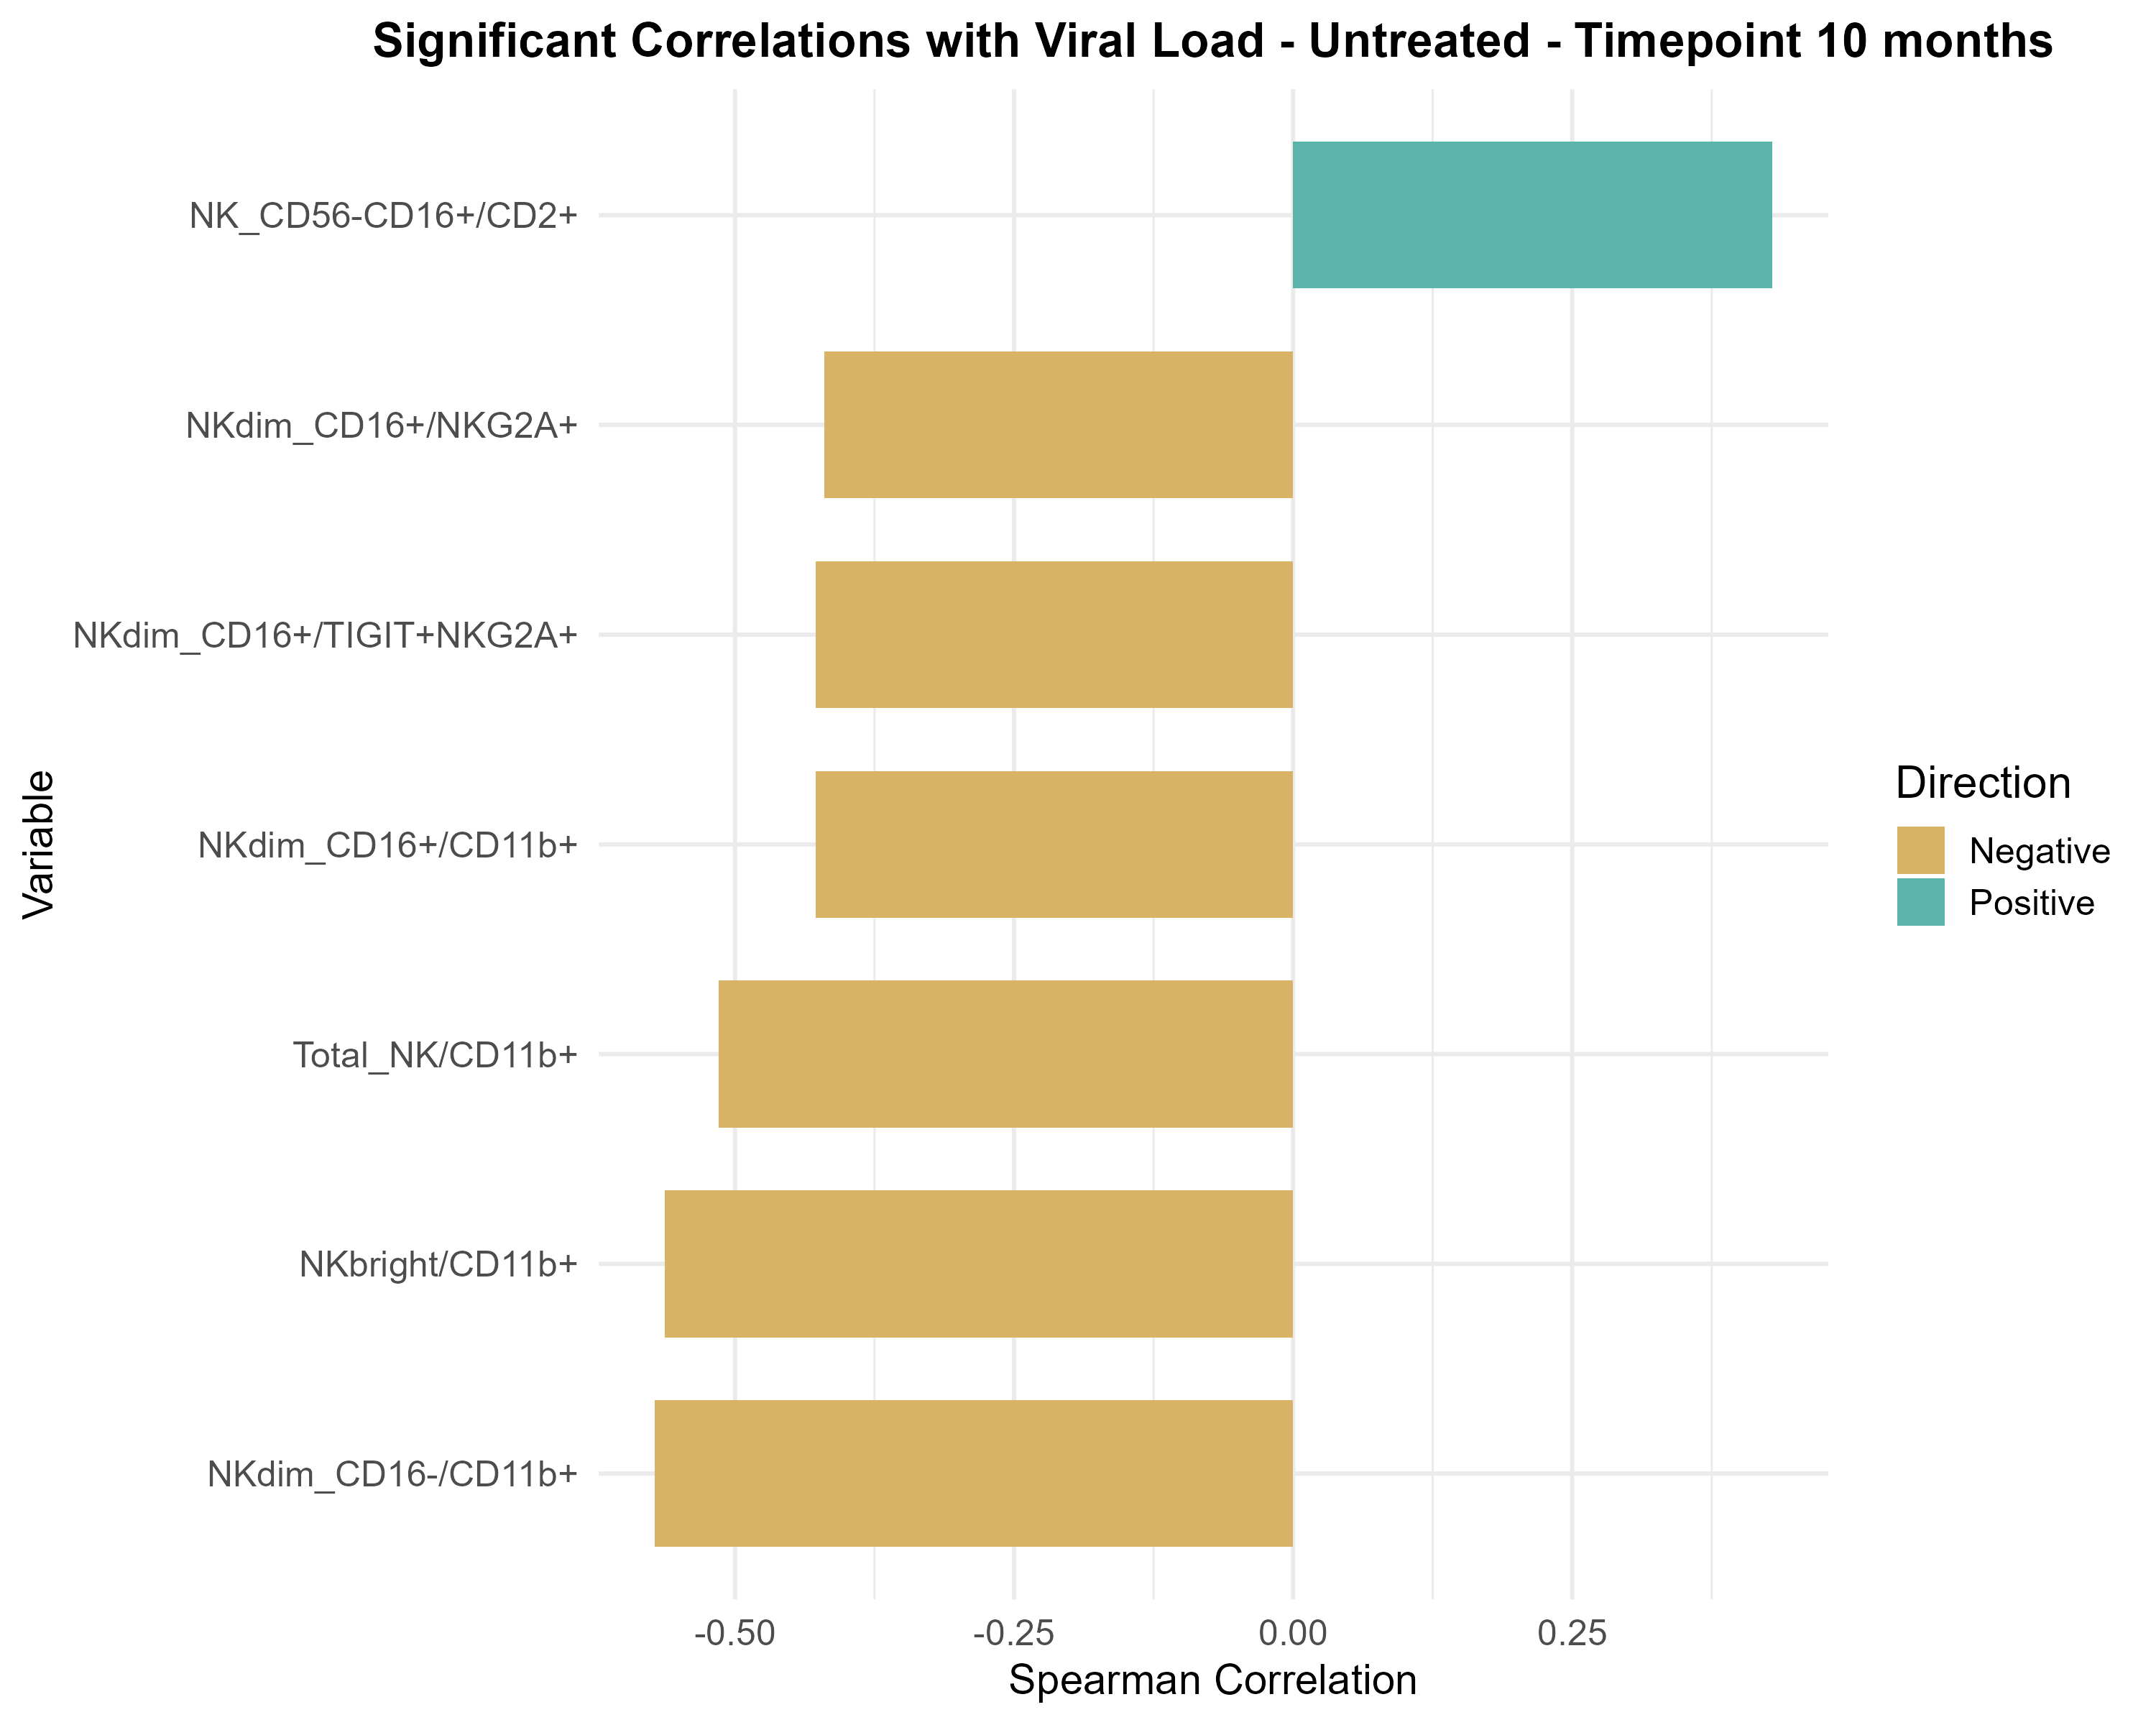 Significant Correlations with Viral Load - Untreated - Timepoint 10 months
NK_CD56-CD16+/CD2+
NKdim_CD16+/NKG2A+
NKdim_CD16+/TIGIT+NKG2A+
NKdim_CD16+/CD11b+
Total_NK/CD11b+
NKbright/CD11b+
NKdim_CD16-/CD11b+
Variable
-0.50
-0.25
0.00
0.25
Spearman Correlation
Direction
Negative
Positive